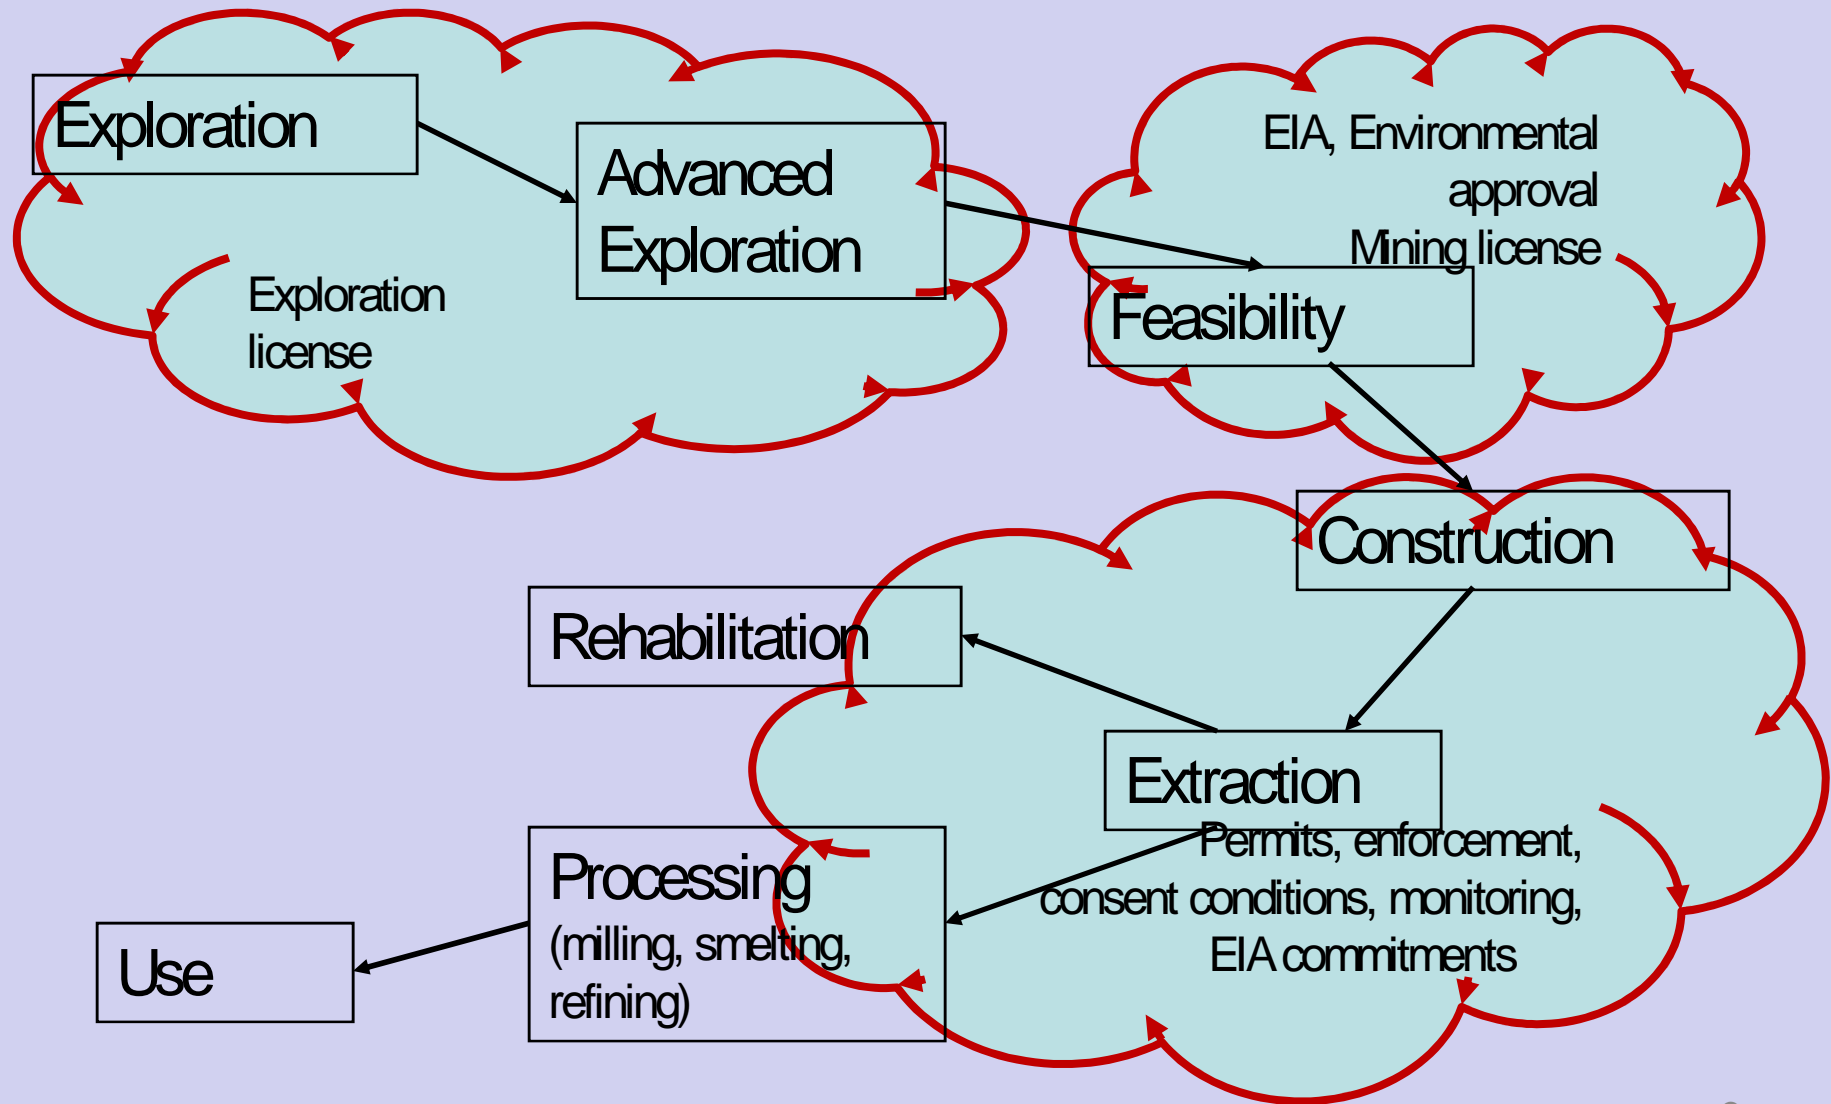 Exploration
Advanced
Exploration
Exploration
license
EIA, Environmental
approval
Mining license
Feasibility
Construction
Rehabilitation
Extraction
Permits, enforcement,
consent conditions, monitoring,
EIA commitments
Processing
(milling, smelting,
refining)
Use